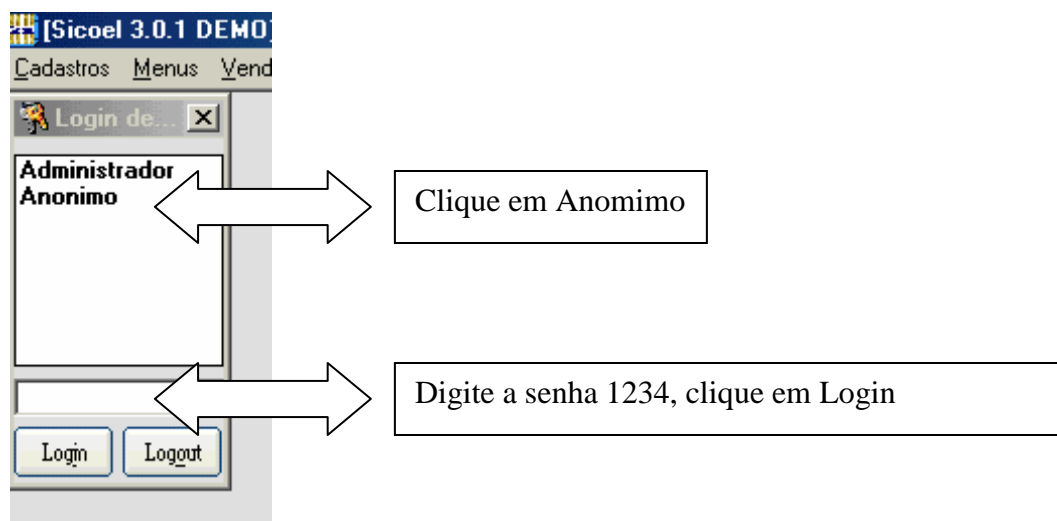 [Sicoel 3.0.1 DEMO]
Cadastros Menus Vend
Login de...
Administrador
Anonimo
Clique em Anomimo
Digite a senha 1234, clique em Login
Login Logout